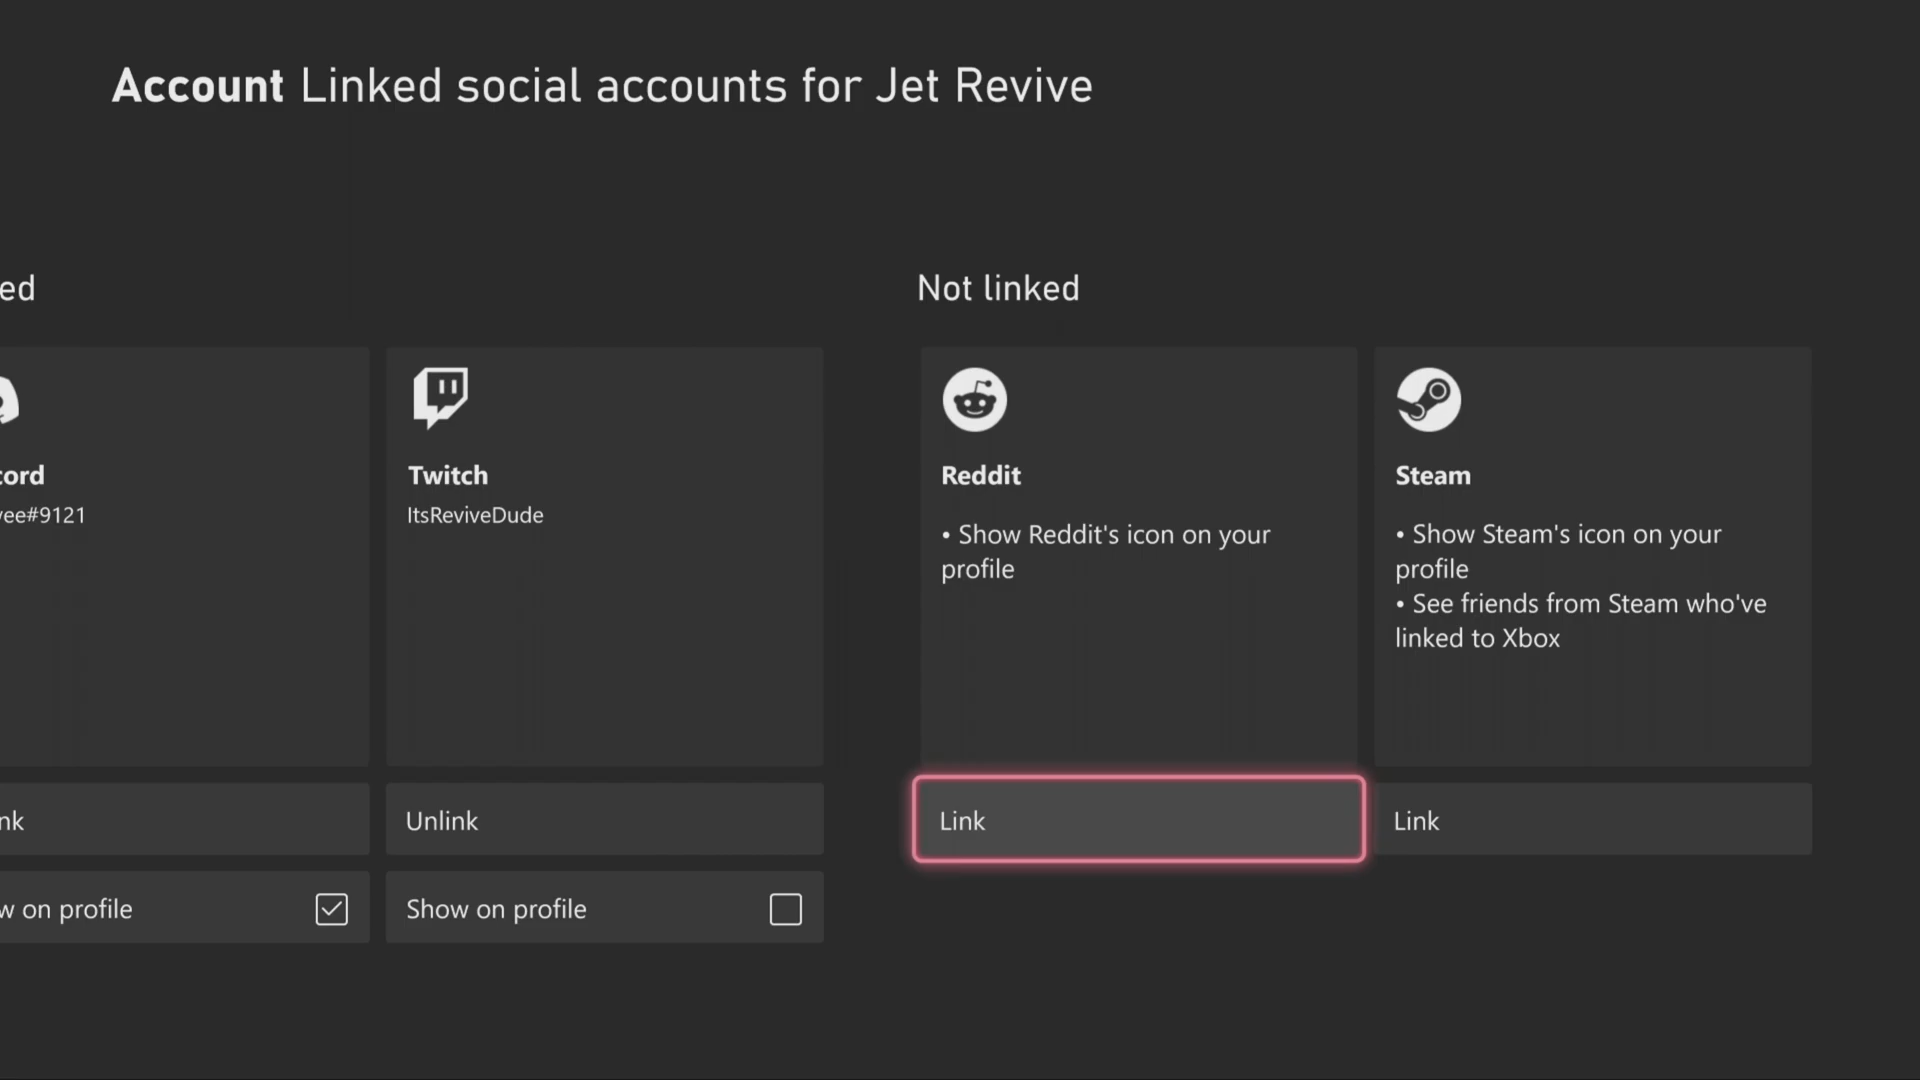 Account Linked social accounts for Jet Revive
ed
Not linked
cord
vee#9121
Twitch
ItsReviveDude
Reddit
• Show Reddit's icon on your
profile
Steam
• Show Steam's icon on your
profile
• See friends from Steam who've
linked to Xbox
nk
Unlink
Link
Link
w on profile
Show on profile